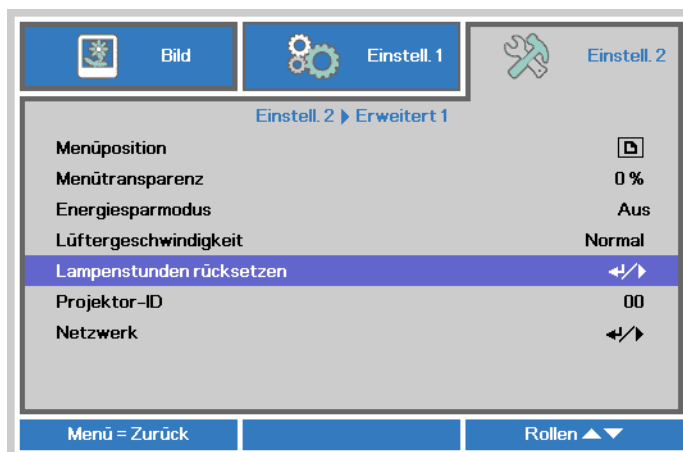 Bild
Einstell. 1
Einstell. 2
Einstell. 2 ▶ Erweitert 1
Menüposition
Menütransparenz 0 %
Energiesparmodus Aus
Lüftergeschwindigkeit Normal
Lampenstunden rücksetzen ↵/▶
Projektor-ID 00
Netzwerk ↵/▶
Menü = Zurück
Rollen ▲▼